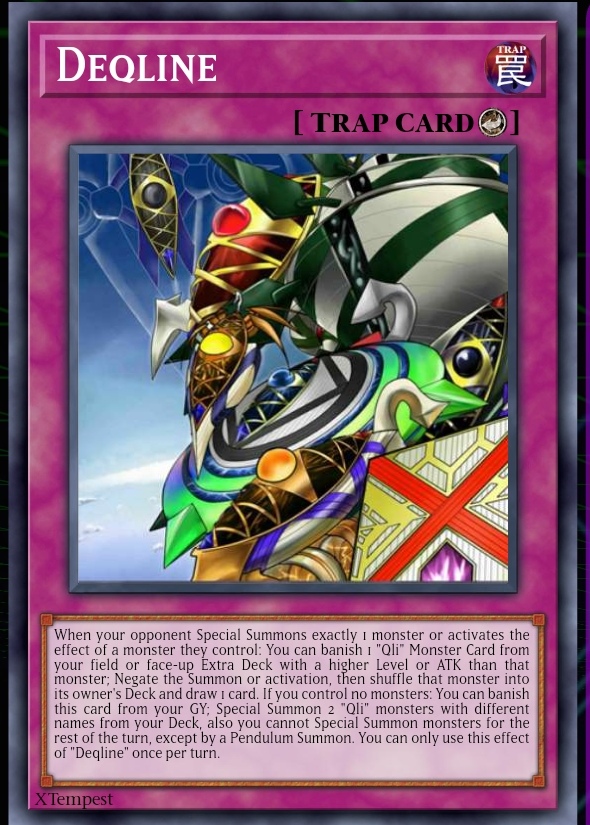 Deqline
TRAP
罠
[ TRAP CARD ]
When your opponent Special Summons exactly 1 monster or activates the
effect of a monster they control: You can banish 1 "Qli" Monster Card from
your field or face-up Extra Deck with a higher Level or ATK than that
monster; Negate the Summon or activation, then shuffle that monster into
its owner's Deck and draw 1 card. If you control no monsters: You can banish
this card from your GY; Special Summon 2 "Qli" monsters with different
names from your Deck, also you cannot Special Summon monsters for the
rest of the turn, except by a Pendulum Summon. You can only use this effect
of "Deqline" once per turn.
XTempest